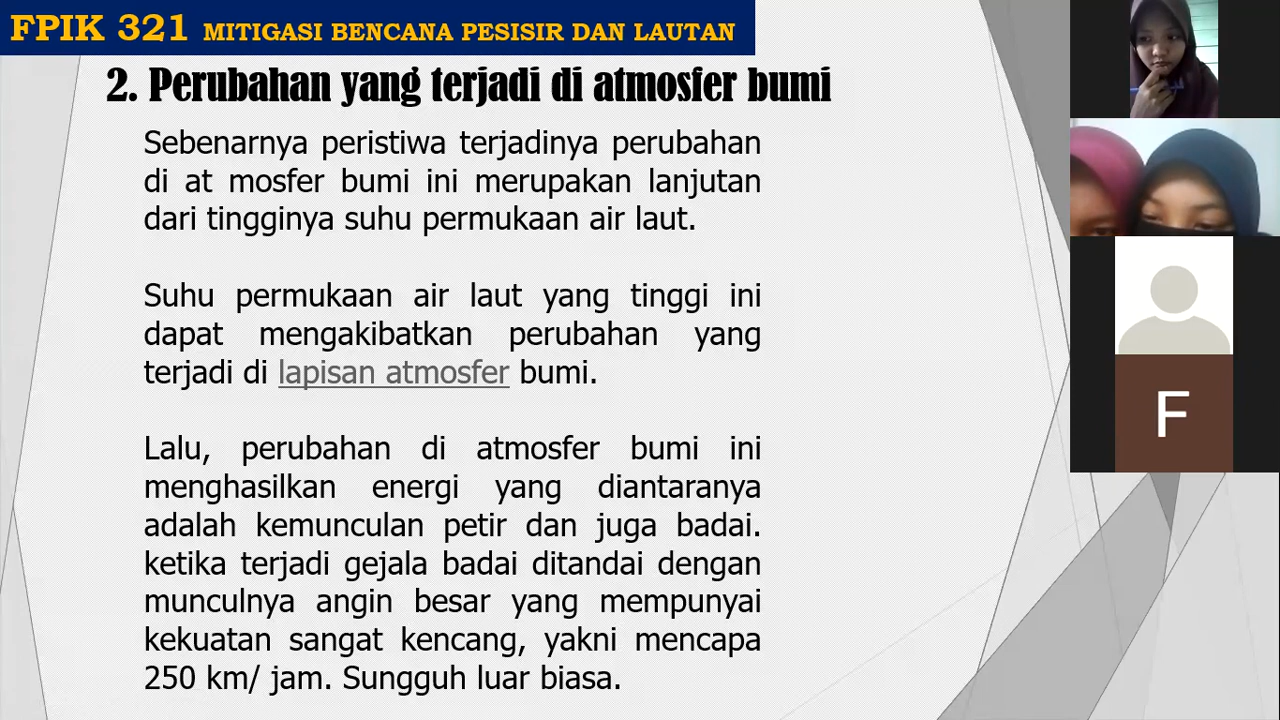 FPIK 321 MITIGASI BENCANA PESISIR DAN LAUTAN
2. Perubahan yang terjadi di atmosfer bumi
Sebenarnya peristiwa terjadinya perubahan
di at mosfer bumi ini merupakan lanjutan
dari tingginya suhu permukaan air laut.
Suhu permukaan air laut yang tinggi ini
dapat mengakibatkan perubahan yang
terjadi di lapisan atmosfer bumi.
Lalu, perubahan di atmosfer bumi ini
menghasilkan energi yang diantaranya
adalah kemunculan petir dan juga badai.
ketika terjadi gejala badai ditandai dengan
munculnya angin besar yang mempunyai
kekuatan sangat kencang, yakni mencapa
250 km/ jam. Sungguh luar biasa.
F